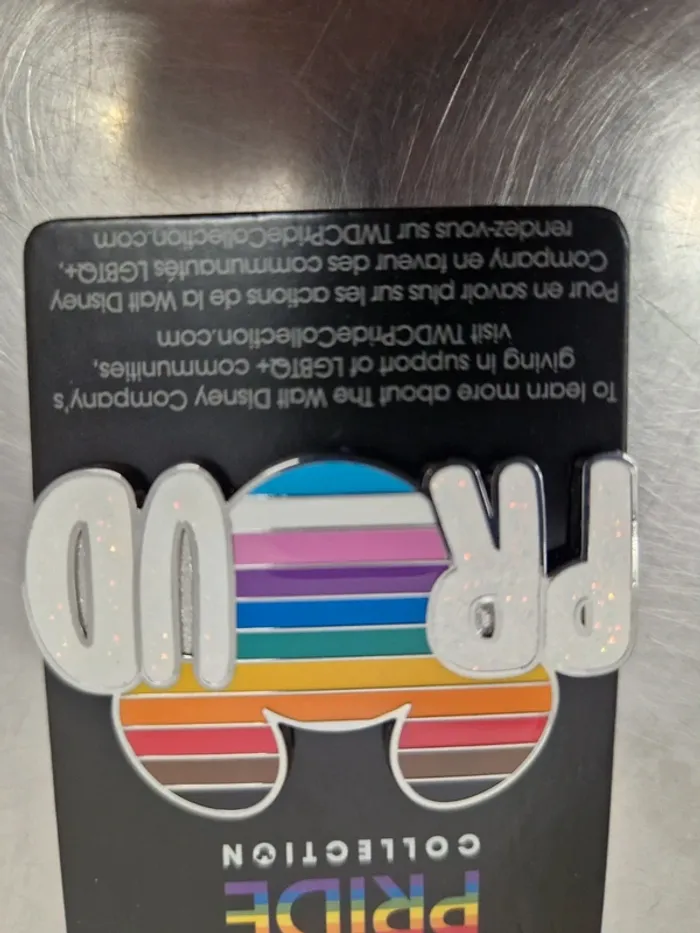 PRIDE
COLLECTION
PROUD
To learn more about The Walt Disney Company's
giving in support of LGBTQ+ communities,
visit TWDCPrideCollection.com
Pour en savoir plus sur les actions de la Walt Disney
Company en faveur des communautés LGBTQ+,
rendez-vous sur TWDCPrideCollection.com